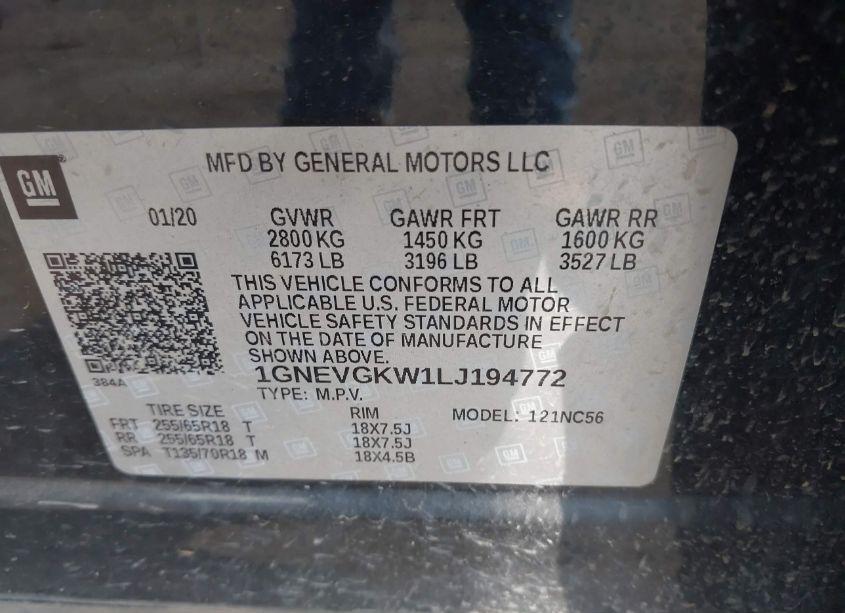 GM
MFD BY GENERAL MOTORS LLC
01/20 GVWR GAWR FRT GAWR RR
2800 KG 1450 KG 1600 KG
6173 LB 3196 LB 3527 LB
THIS VEHICLE CONFORMS TO ALL
APPLICABLE U.S. FEDERAL MOTOR
VEHICLE SAFETY STANDARDS IN EFFECT
ON THE DATE OF MANUFACTURE
SHOWN ABOVE.
384A
1GNEVGKW1LJ194772
TYPE: M.P.V.
TIRE SIZE RIM MODEL: 121NC56
FRT 255/65R18 T 18X7.5J
RR 255/65R18 T 18X7.5J
SPA T135/70R18 M 18X4.5B